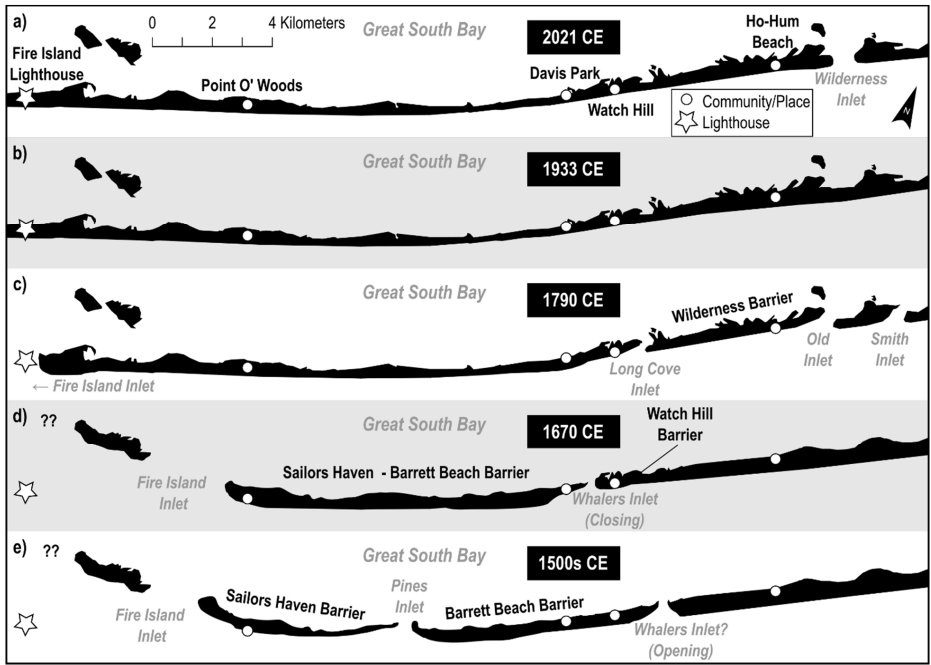 a)
0 2 4 Kilometers
Great South Bay
2021 CE
Ho-Hum
Beach
Fire Island
Lighthouse
Point O' Woods
Davis Park
Watch Hill
Wilderness
Inlet
Community/Place
Lighthouse
N
b)
Great South Bay
1933 CE
c)
Great South Bay
1790 CE
Wilderness Barrier
Old
Inlet
Smith
Inlet
Long Cove
Inlet
← Fire Island Inlet
d) ??
Great South Bay
1670 CE
Watch Hill
Barrier
Fire Island
Inlet
Sailors Haven - Barrett Beach Barrier
Whalers Inlet
(Closing)
e) ??
Great South Bay
1500s CE
Fire Island
Inlet
Sailors Haven Barrier
Pines
Inlet
Barrett Beach Barrier
Whalers Inlet?
(Opening)